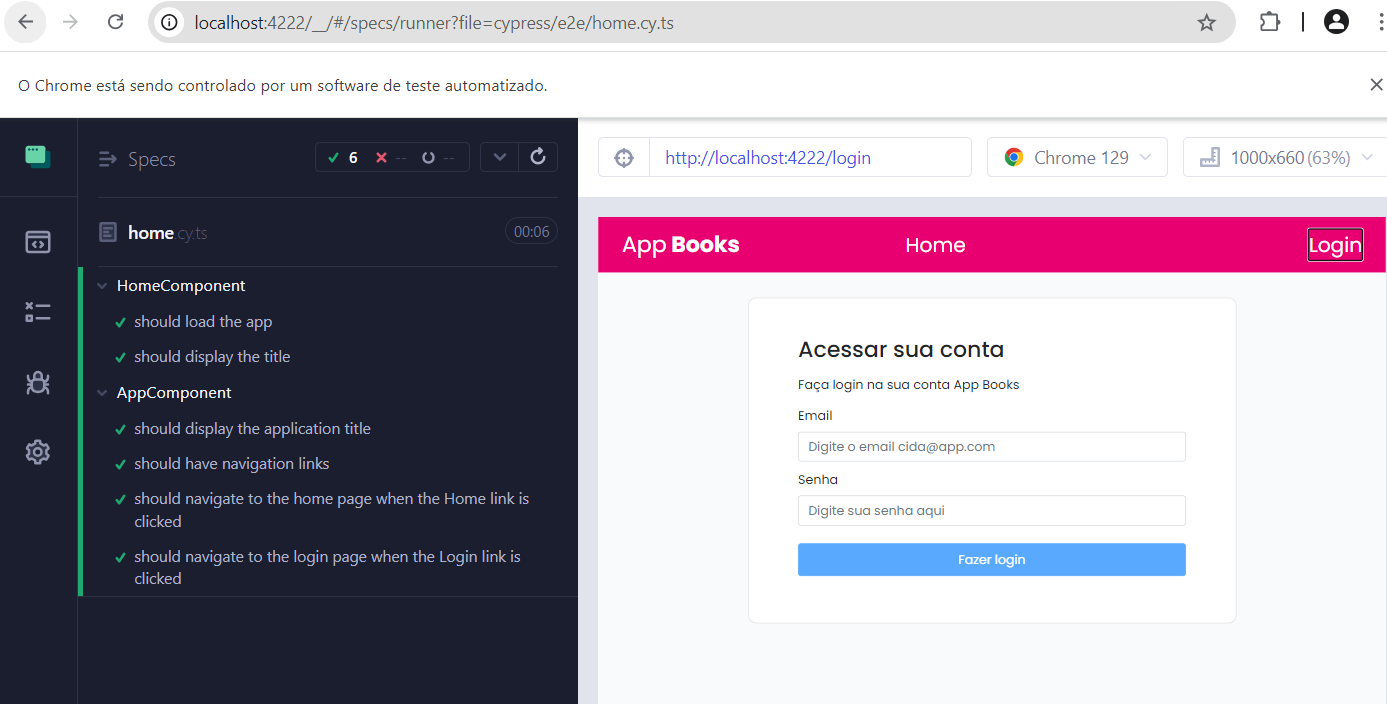 localhost:4222/__/#/specs/runner?file=cypress/e2e/home.cy.ts
O Chrome está sendo controlado por um software de teste automatizado.
Specs
6 -- --
home.cy.ts
00:06
HomeComponent
should load the app
should display the title
AppComponent
should display the application title
should have navigation links
should navigate to the home page when the Home link is
clicked
should navigate to the login page when the Login link is
clicked
http://localhost:4222/login
Chrome 129
1000x660 (63%)
App Books
Home
Login
Acessar sua conta
Faça login na sua conta App Books
Email
Digite o email cida@app.com
Senha
Digite sua senha aqui
Fazer login